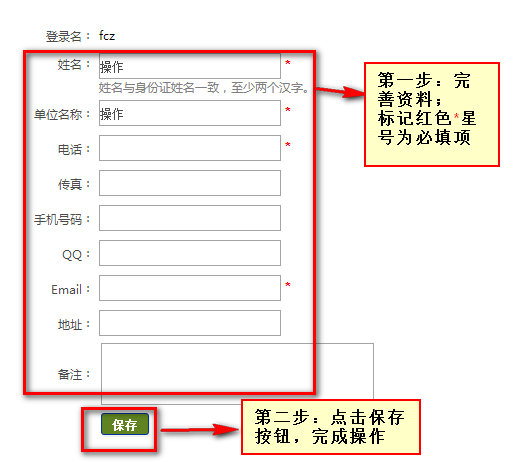 登录名： fcz
姓名： 操作 *
姓名与身份证姓名一致，至少两个汉字。
单位名称： 操作 *
电话： *
传真：
手机号码：
QQ：
Email： *
地址：
备注：
保存
第一步：完
善资料；
标记红色*星
号为必填项
第二步：点击保存
按钮，完成操作